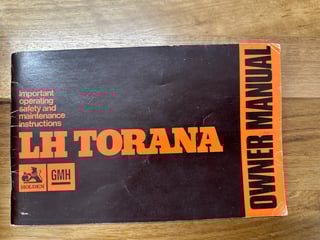 Important
operating
safety and
maintenance
instructions
LH TORANA
HOLDEN
GMH
OWNER MANUAL